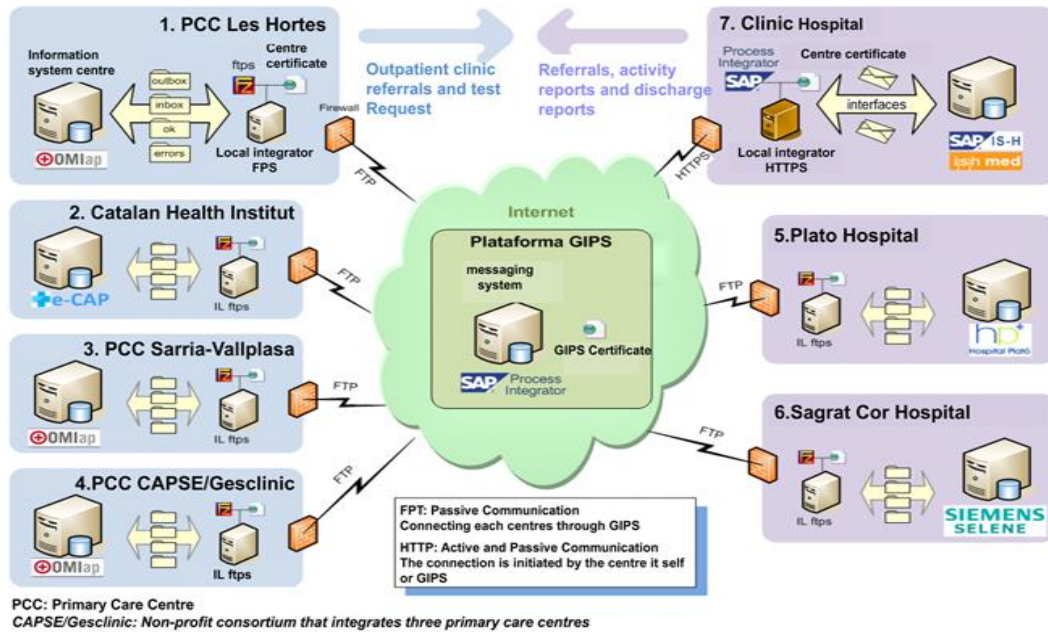 1. PCC Les Hortes
Information
system centre
OMIap
outbox
inbox
ok
errors
ftps
Centre
certificate
Local integrator
FPS
Firewall
FTP
Outpatient clinic
referrals and test
Request
Referrals, activity
reports and discharge
reports
7. Clinic Hospital
Process
Integrator
SAP
Centre certificate
interfaces
Local integrator
HTTPS
SAP IS-H
i.s.h med
HTTPS
2. Catalan Health Institut
e-CAP
IL ftps
FTP
3. PCC Sarria-Vallplasa
OMIap
IL ftps
FTP
4.PCC CAPSE/Gesclinic
OMIap
IL ftps
FTP
Internet
Plataforma GIPS
messaging
system
GIPS Certificate
SAP Process
Integrator
5.Plato Hospital
FTP
IL ftps
hp+
Hospital Plató
6.Sagrat Cor Hospital
FTP
IL ftps
SIEMENS
SELENE
FPT: Passive Communication
Connecting each centres through GIPS
HTTP: Active and Passive Communication
The connection is initiated by the centre it self
or GIPS
PCC: Primary Care Centre
CAPSE/Gesclinic: Non-profit consortium that integrates three primary care centres